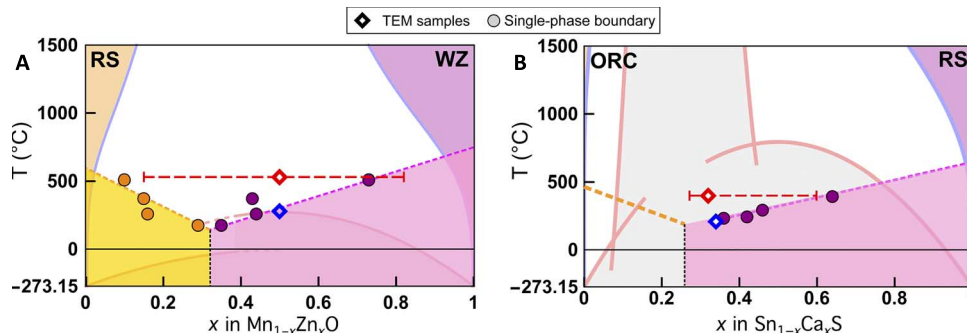 TEM samples Single-phase boundary
A RS WZ
1500
1000
500
0
−273.15
T (°C)
0 0.2 0.4 0.6 0.8 1
x in Mn1−xZnxO
B ORC RS
1500
1000
500
0
−273.15
T (°C)
0 0.2 0.4 0.6 0.8
x in Sn1−xCaxS